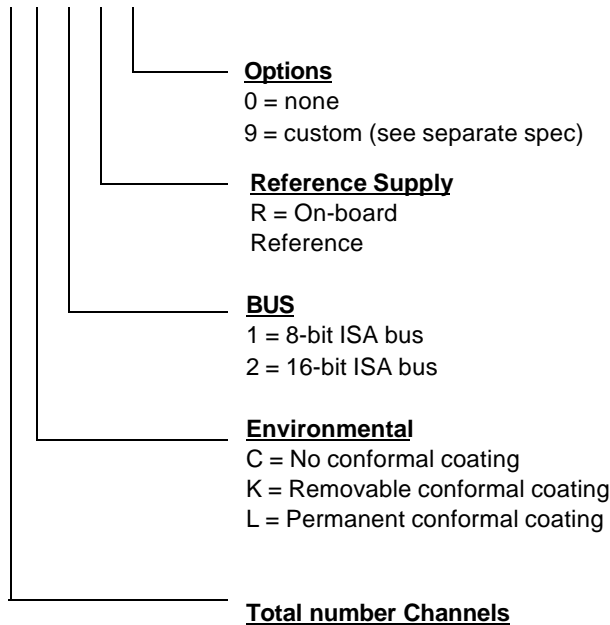 Options
0 = none
9 = custom (see separate spec)
Reference Supply
R = On-board
Reference
BUS
1 = 8-bit ISA bus
2 = 16-bit ISA bus
Environmental
C = No conformal coating
K = Removable conformal coating
L = Permanent conformal coating
Total number Channels